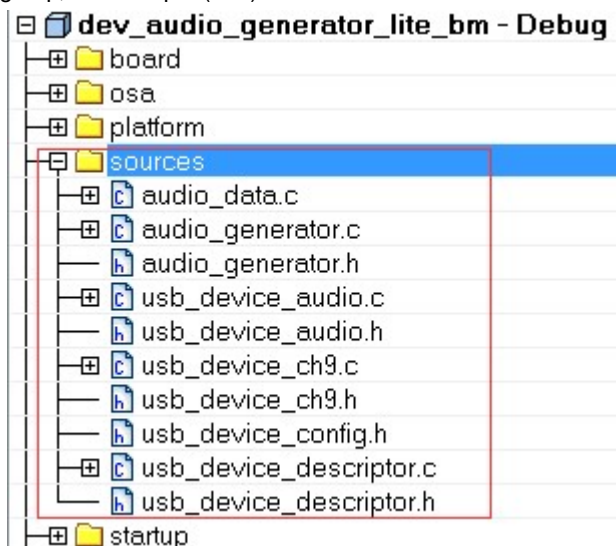 dev_audio_generator_lite_bm - Debug
board
osa
platform
sources
audio_data.c
audio_generator.c
audio_generator.h
usb_device_audio.c
usb_device_audio.h
usb_device_ch9.c
usb_device_ch9.h
usb_device_config.h
usb_device_descriptor.c
usb_device_descriptor.h
startup